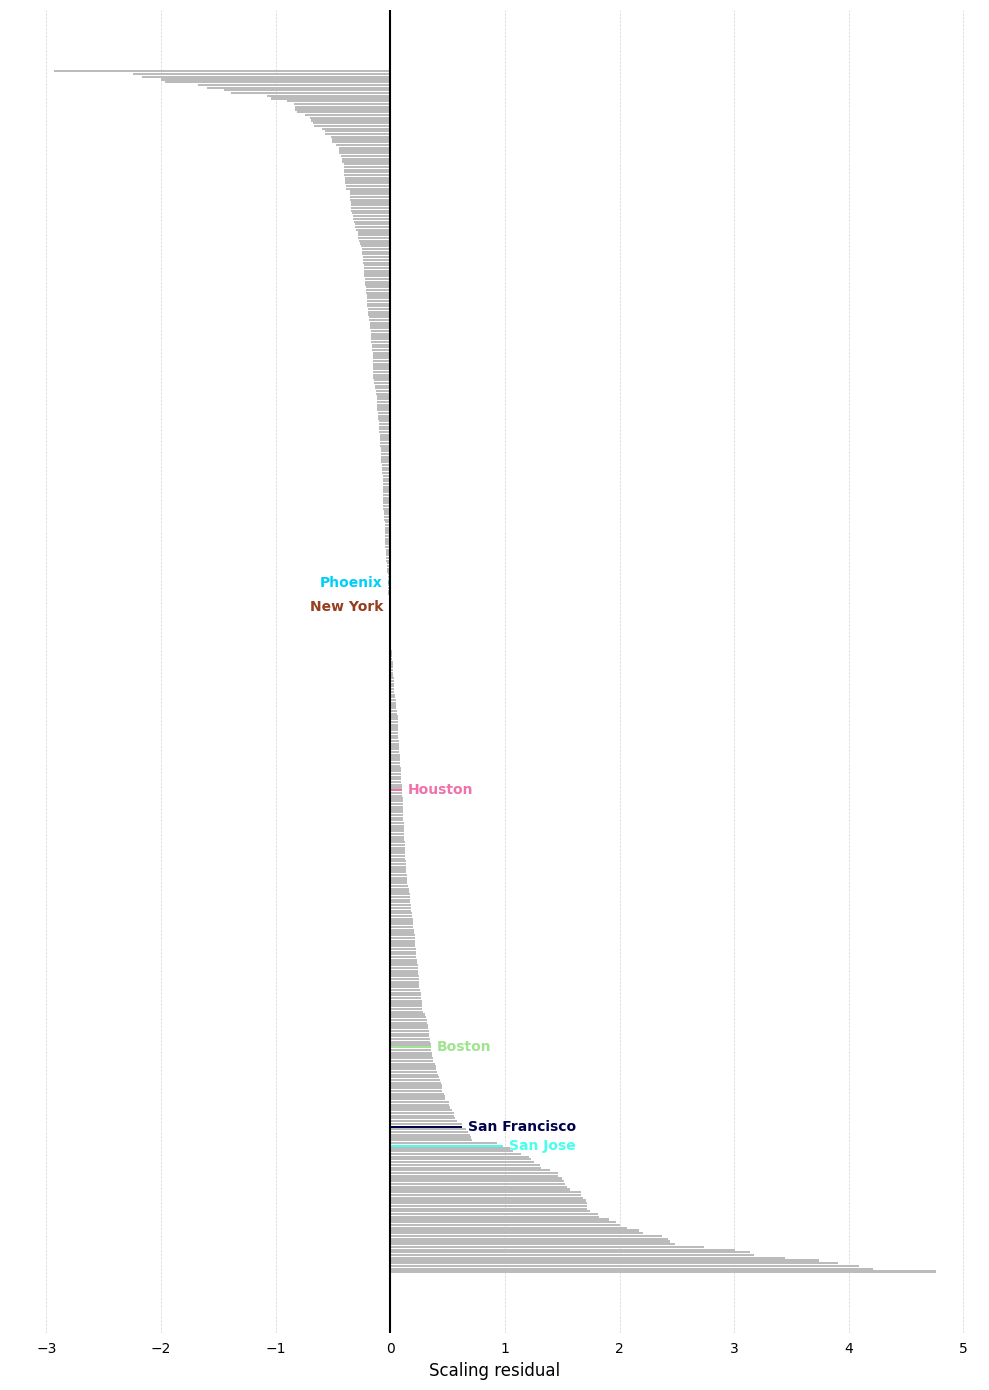 Phoenix
New York
Houston
Boston
San Francisco
San Jose
−3 −2 −1 0 1 2 3 4 5
Scaling residual